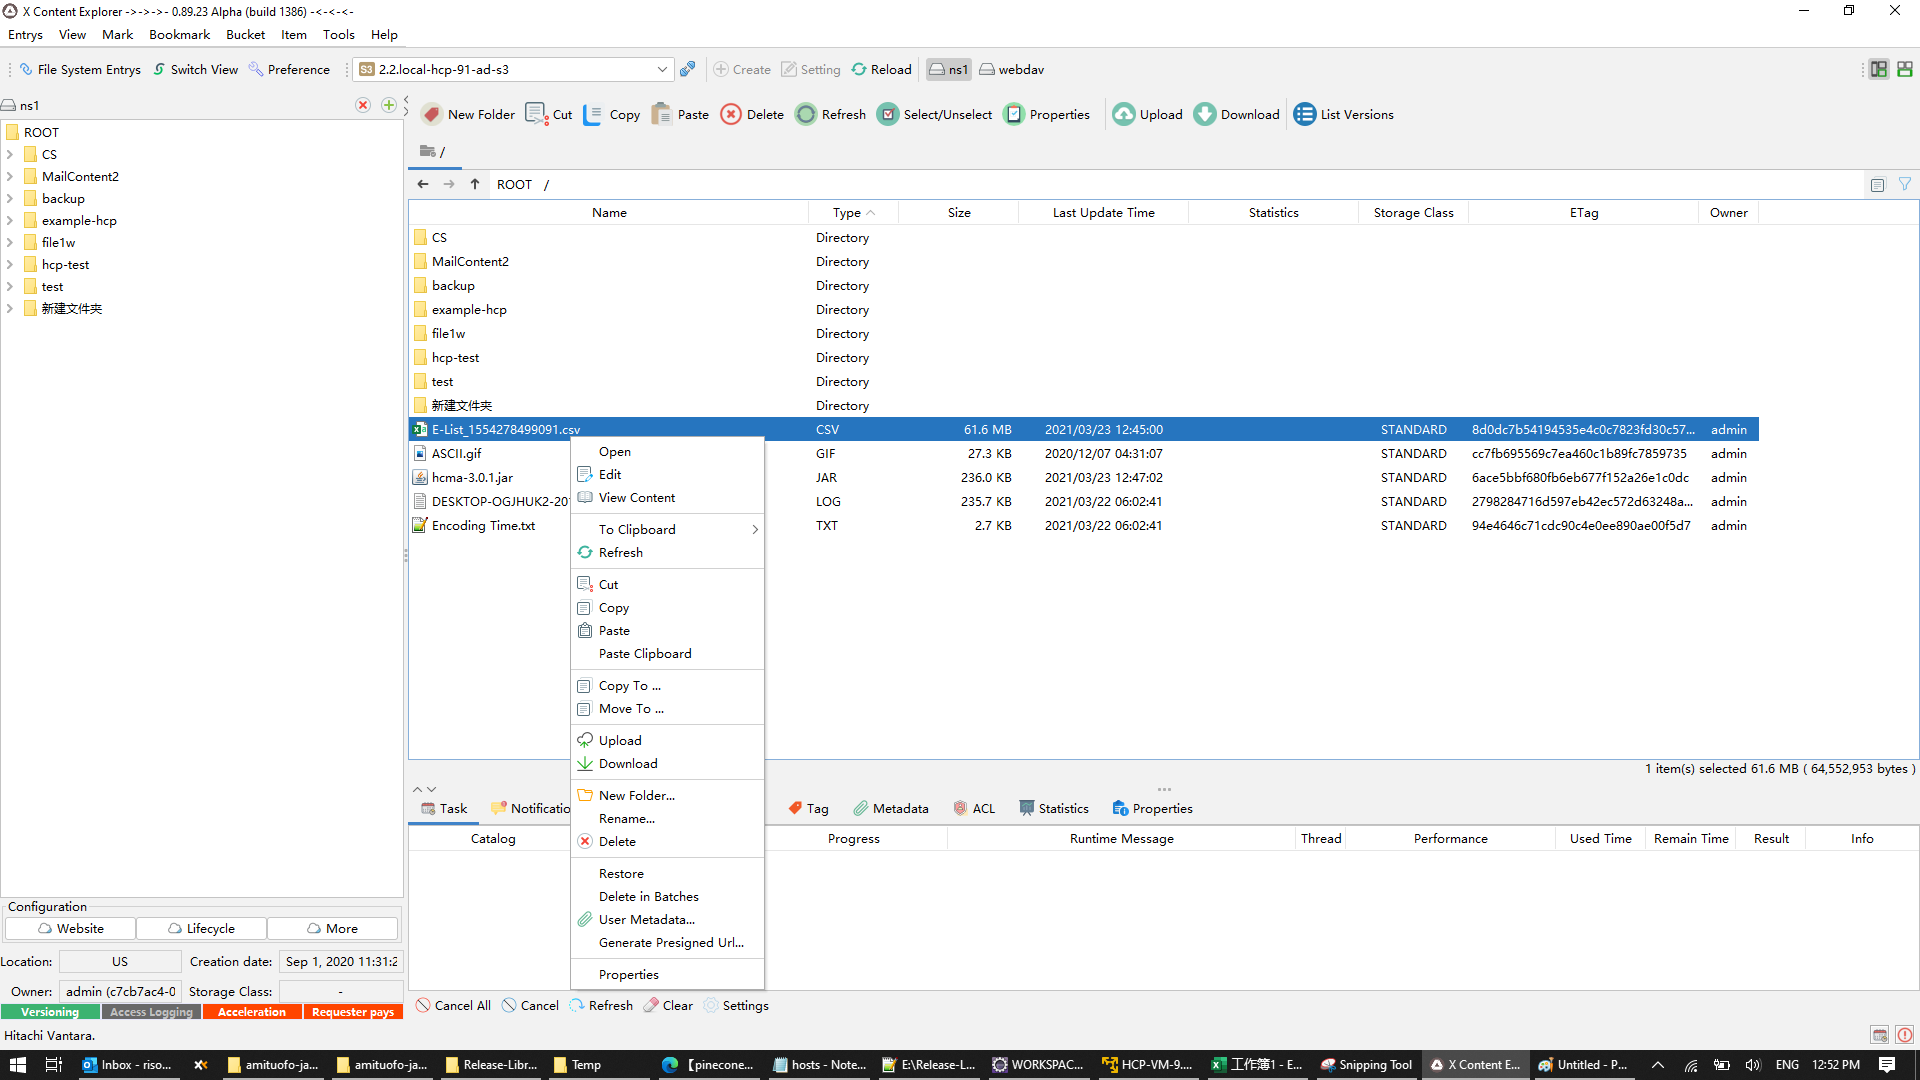 X Content Explorer ->->->- 0.89.23 Alpha (build 1386) -<-<-<-
Entrys View Mark Bookmark Bucket Item Tools Help
File System Entrys Switch View Preference S3 2.2.local-hcp-91-ad-s3 Create Setting Reload ns1 webdav
ns1
New Folder Cut Copy Paste Delete Refresh Select/Unselect Properties Upload Download List Versions
ROOT
CS
MailContent2
backup
example-hcp
file1w
hcp-test
test
新建文件夹
/
ROOT /
Name Type Size Last Update Time Statistics Storage Class ETag Owner
CS Directory
MailContent2 Directory
backup Directory
example-hcp Directory
file1w Directory
hcp-test Directory
test Directory
新建文件夹 Directory
E-List_1554278499091.csv CSV 61.6 MB 2021/03/23 12:45:00 STANDARD 8d0dc7b54194535e4c0c7823fd30c57... admin
ASCII.gif GIF 27.3 KB 2020/12/07 04:31:07 STANDARD cc7fb695569c7ea460c1b89fc7859735 admin
hcma-3.0.1.jar JAR 236.0 KB 2021/03/23 12:47:02 STANDARD 6ace5bbf680fb6eb677f152a26e1c0dc admin
DESKTOP-OGJHUK2-20 LOG 235.7 KB 2021/03/22 06:02:41 STANDARD 2798284716d597eb42ec572d63248a... admin
Encoding Time.txt TXT 2.7 KB 2021/03/22 06:02:41 STANDARD 94e4646c71cdc90c4e0ee890ae00f5d7 admin
Open
Edit
View Content
To Clipboard
Refresh
Cut
Copy
Paste
Paste Clipboard
Copy To ...
Move To ...
Upload
Download
New Folder...
Rename...
Delete
Restore
Delete in Batches
User Metadata...
Generate Presigned Url...
Properties
1 item(s) selected 61.6 MB ( 64,552,953 bytes )
Task Notificatio Tag Metadata ACL Statistics Properties
Catalog Progress Runtime Message Thread Performance Used Time Remain Time Result Info
Configuration
Website Lifecycle More
Location: US Creation date: Sep 1, 2020 11:31:2
Owner: admin (c7cb7ac4-0 Storage Class: -
Versioning Access Logging Acceleration Requester pays
Cancel All Cancel Refresh Clear Settings
Hitachi Vantara.
Inbox - riso... amituofo-ja... amituofo-ja... Release-Libr... Temp 【pinecone... hosts - Note... E:\Release-L... WORKSPAC... HCP-VM-9.... 工作簿1 - E... Snipping Tool X Content E... Untitled - P... ENG 12:52 PM